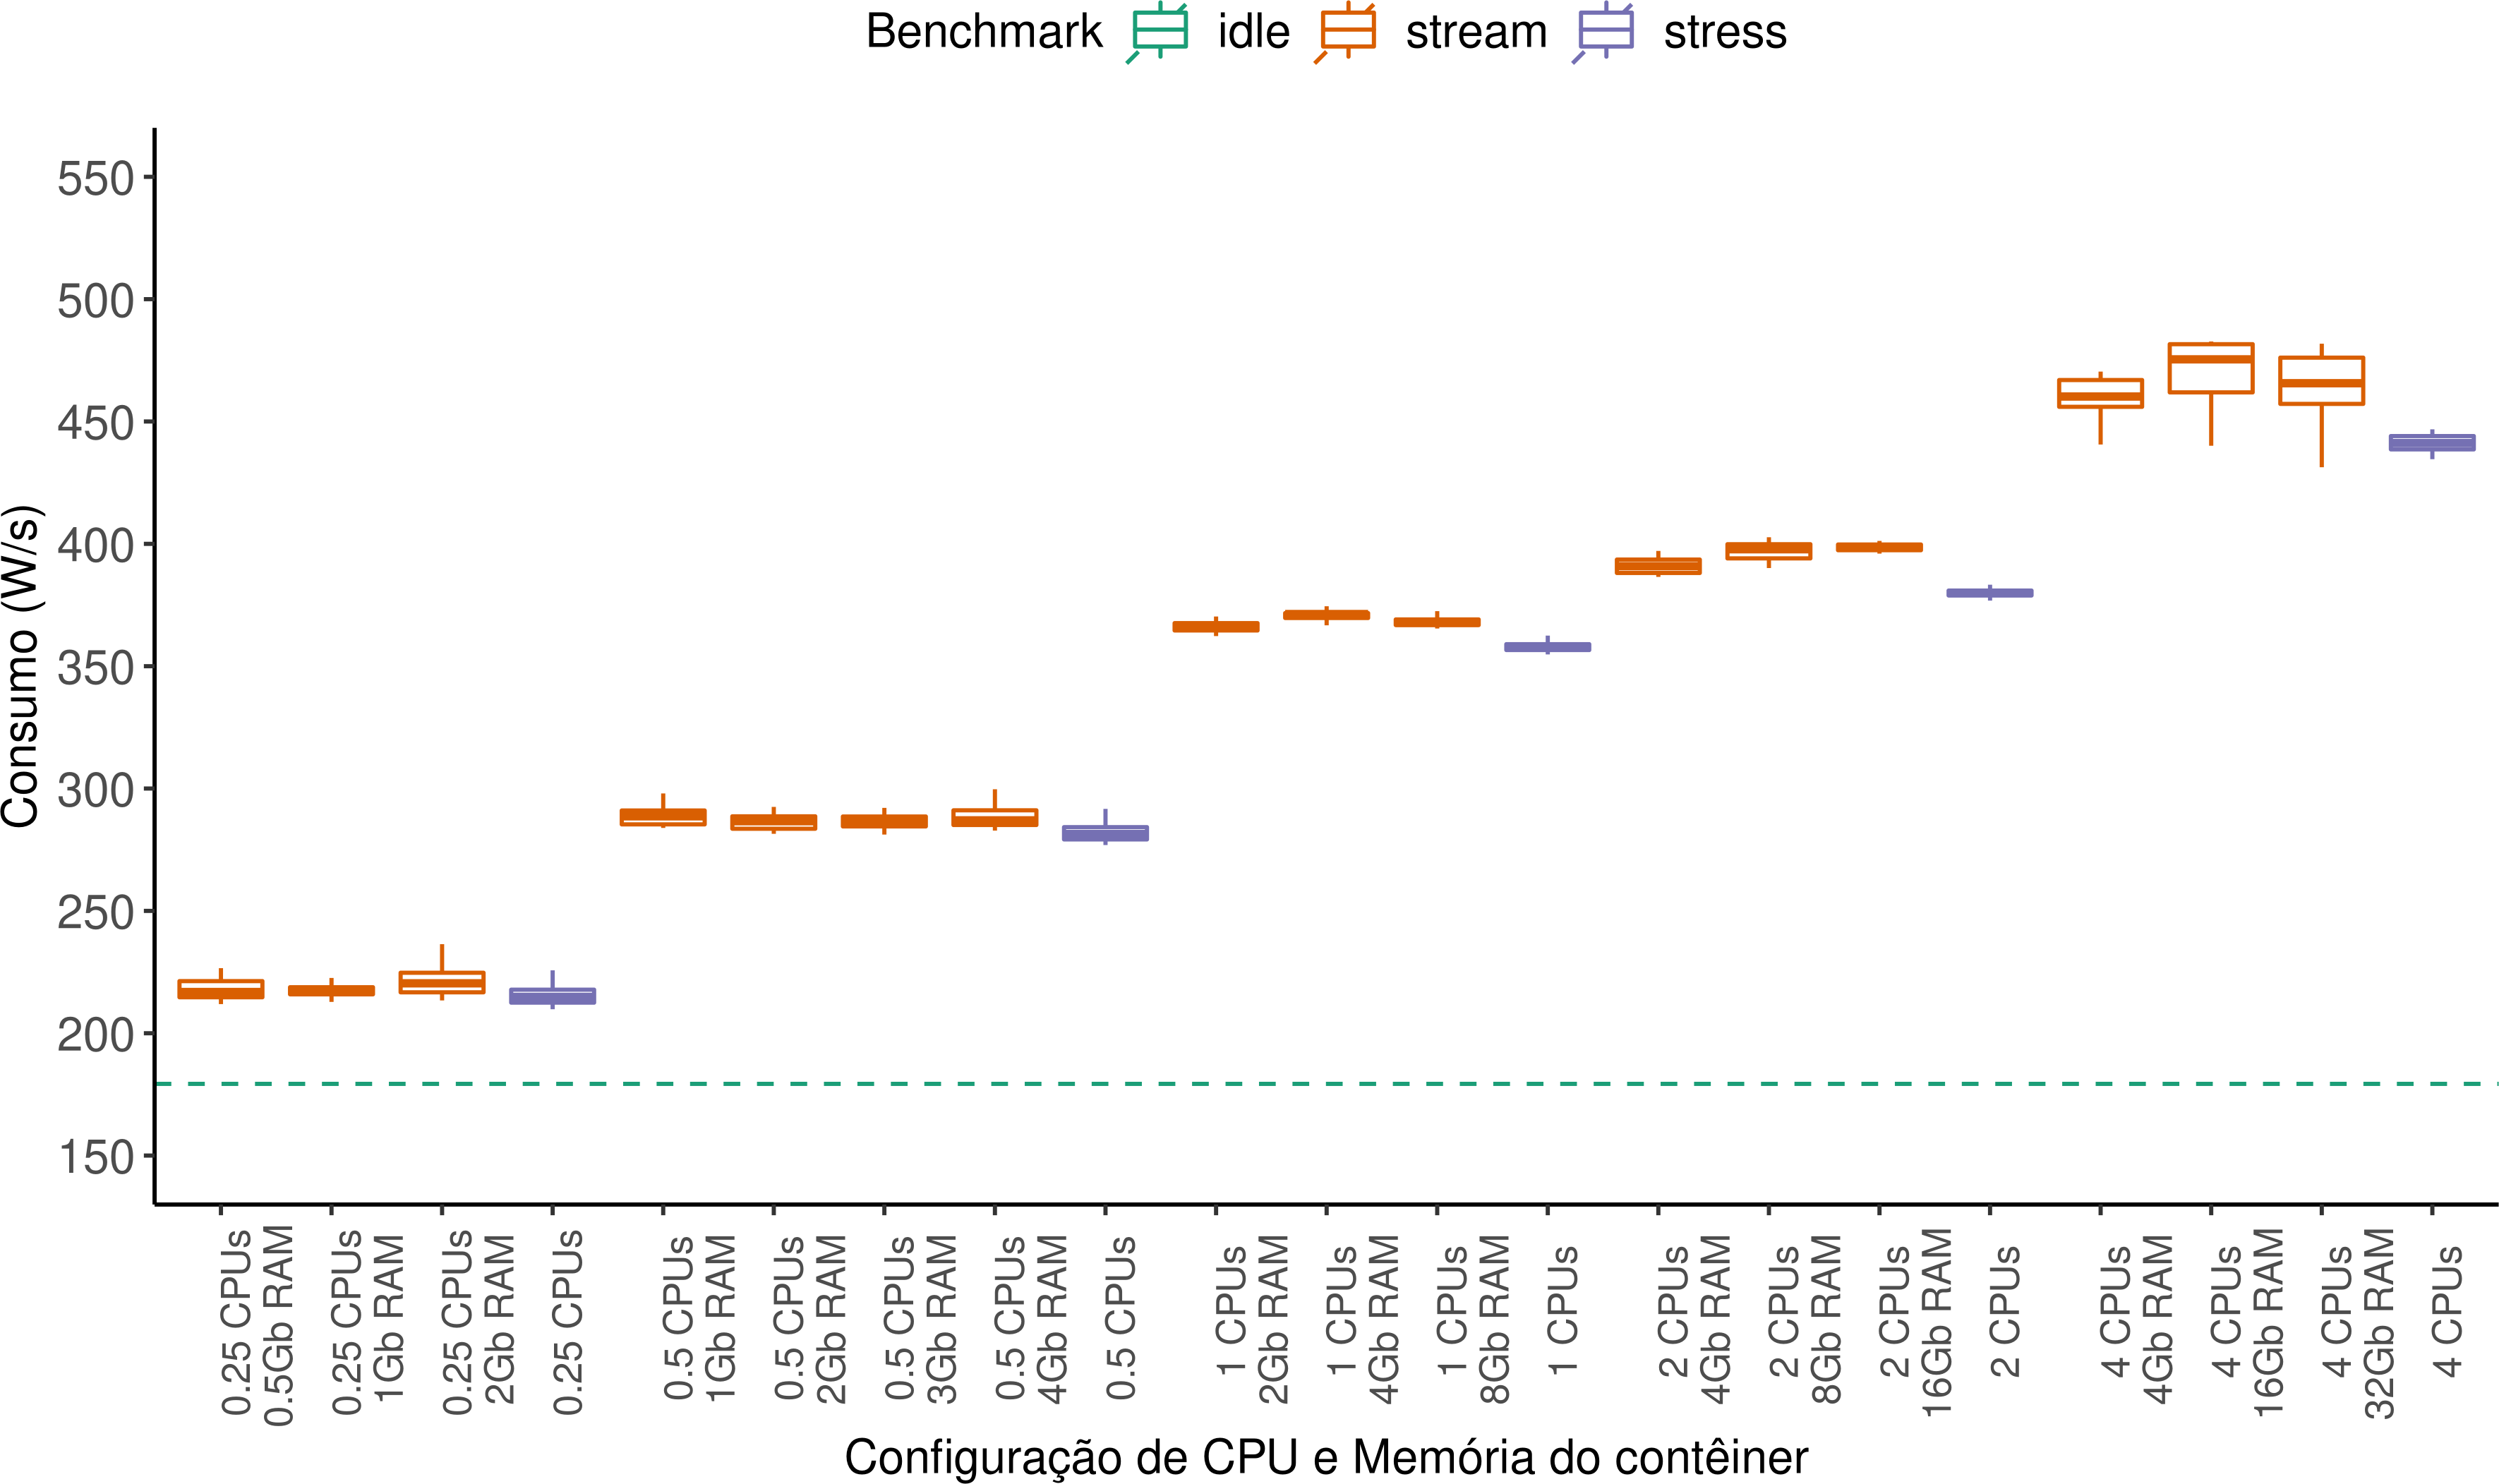 Benchmark idle stream stress
Consumo (W/s)
550
500
450
400
350
300
250
200
150
0.25 CPUs
0.5Gb RAM
0.25 CPUs
1Gb RAM
0.25 CPUs
2Gb RAM
0.25 CPUs
0.5 CPUs
1Gb RAM
0.5 CPUs
2Gb RAM
0.5 CPUs
3Gb RAM
0.5 CPUs
4Gb RAM
0.5 CPUs
1 CPUs
2Gb RAM
1 CPUs
4Gb RAM
1 CPUs
8Gb RAM
1 CPUs
2 CPUs
4Gb RAM
2 CPUs
8Gb RAM
2 CPUs
16Gb RAM
2 CPUs
4 CPUs
4Gb RAM
4 CPUs
16Gb RAM
4 CPUs
32Gb RAM
4 CPUs
Configuração de CPU e Memória do contêiner